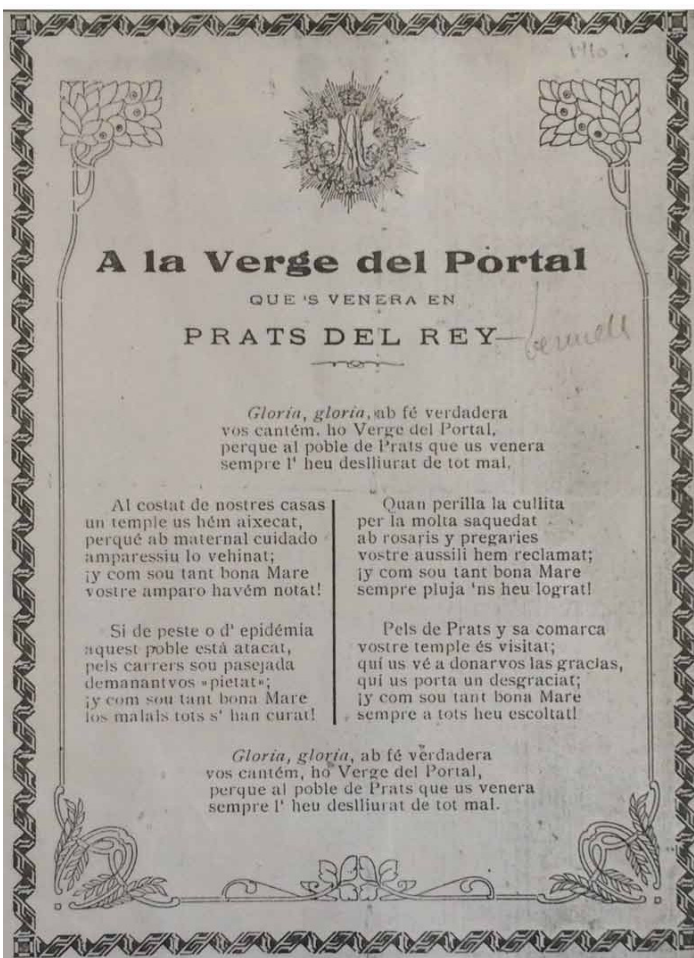 1910 ?
A la Verge del Portal
QUE 'S VENERA EN
PRATS DEL REY
vermell
Gloria, gloria, ab fé verdadera
vos cantém, ho Verge del Portal,
perque al poble de Prats que us venera
sempre l' heu deslliurat de tot mal.
Al costat de nostres casas
un temple us hém aixecat,
perqué ab maternal cuidado
amparessiu lo vehinat;
¡y com sou tant bona Mare
vostre amparo havém notat!
Si de peste o d' epidémia
aquest poble está atacat,
pels carrers sou pasejada
demanantvos «pietat»;
¡y com sou tant bona Mare
los malals tots s' han curat!
Quan perilla la cullita
per la molta saquedat
ab rosaris y pregaries
vostre aussili hem reclamat;
¡y com sou tant bona Mare
sempre pluja 'ns heu lograt!
Pels de Prats y sa comarca
vostre temple és visitat;
qui us vé a donarvos las gracias,
qui us porta un desgraciat;
¡y com sou tant bona Mare
sempre a tots heu escoltat!
Gloria, gloria, ab fé verdadera
vos cantém, ho Verge del Portal,
perque al poble de Prats que us venera
sempre l' heu deslliurat de tot mal.